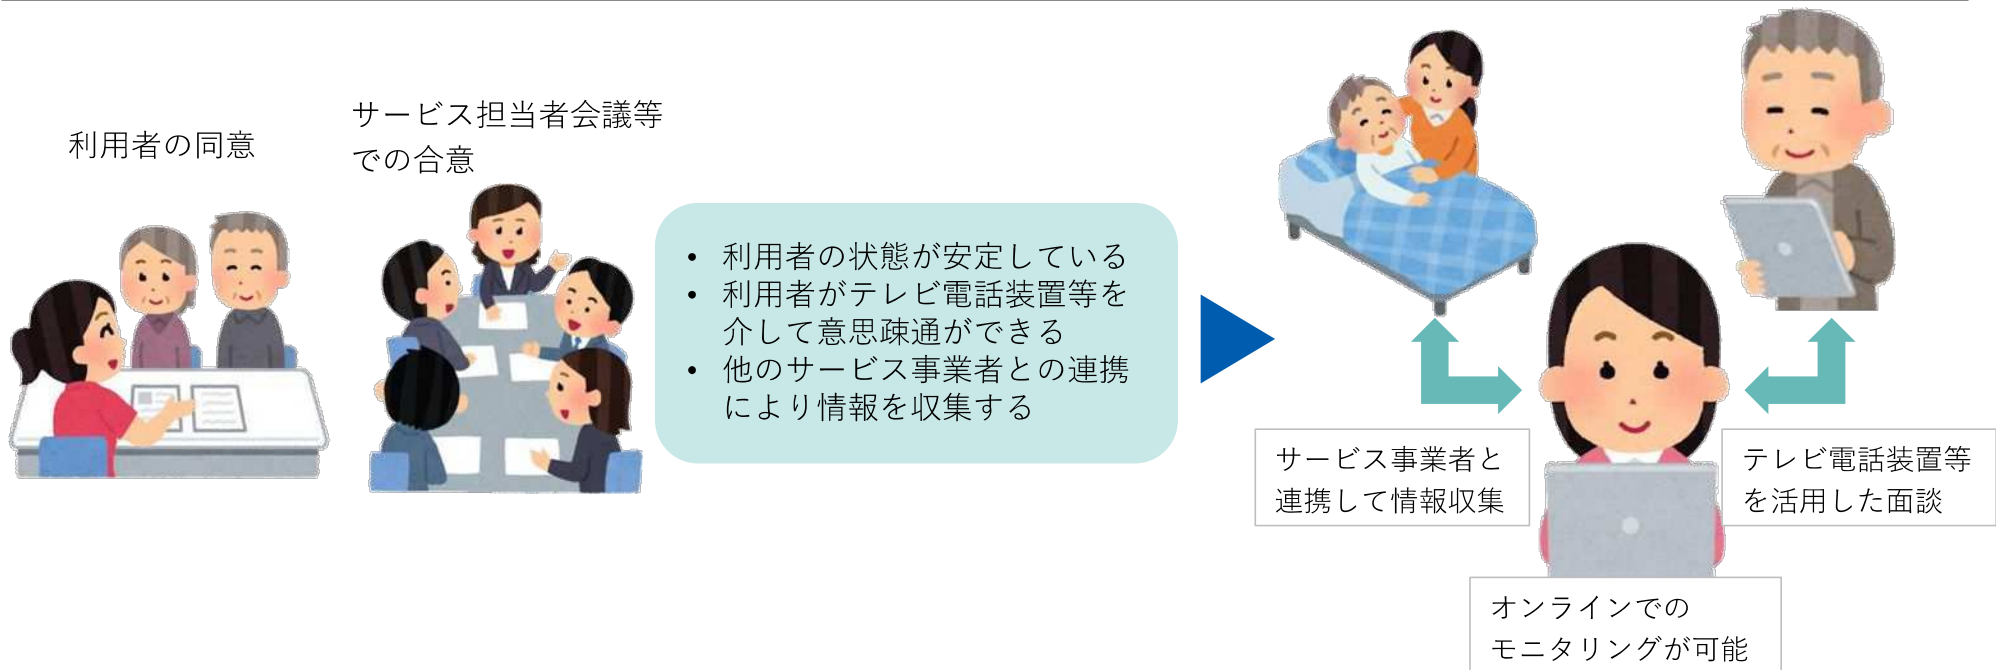 利用者の同意
サービス担当者会議等
での合意
• 利用者の状態が安定している
• 利用者がテレビ電話装置等を
介して意思疎通ができる
• 他のサービス事業者との連携
により情報を収集する
サービス事業者と
連携して情報収集
テレビ電話装置等
を活用した面談
オンラインでの
モニタリングが可能